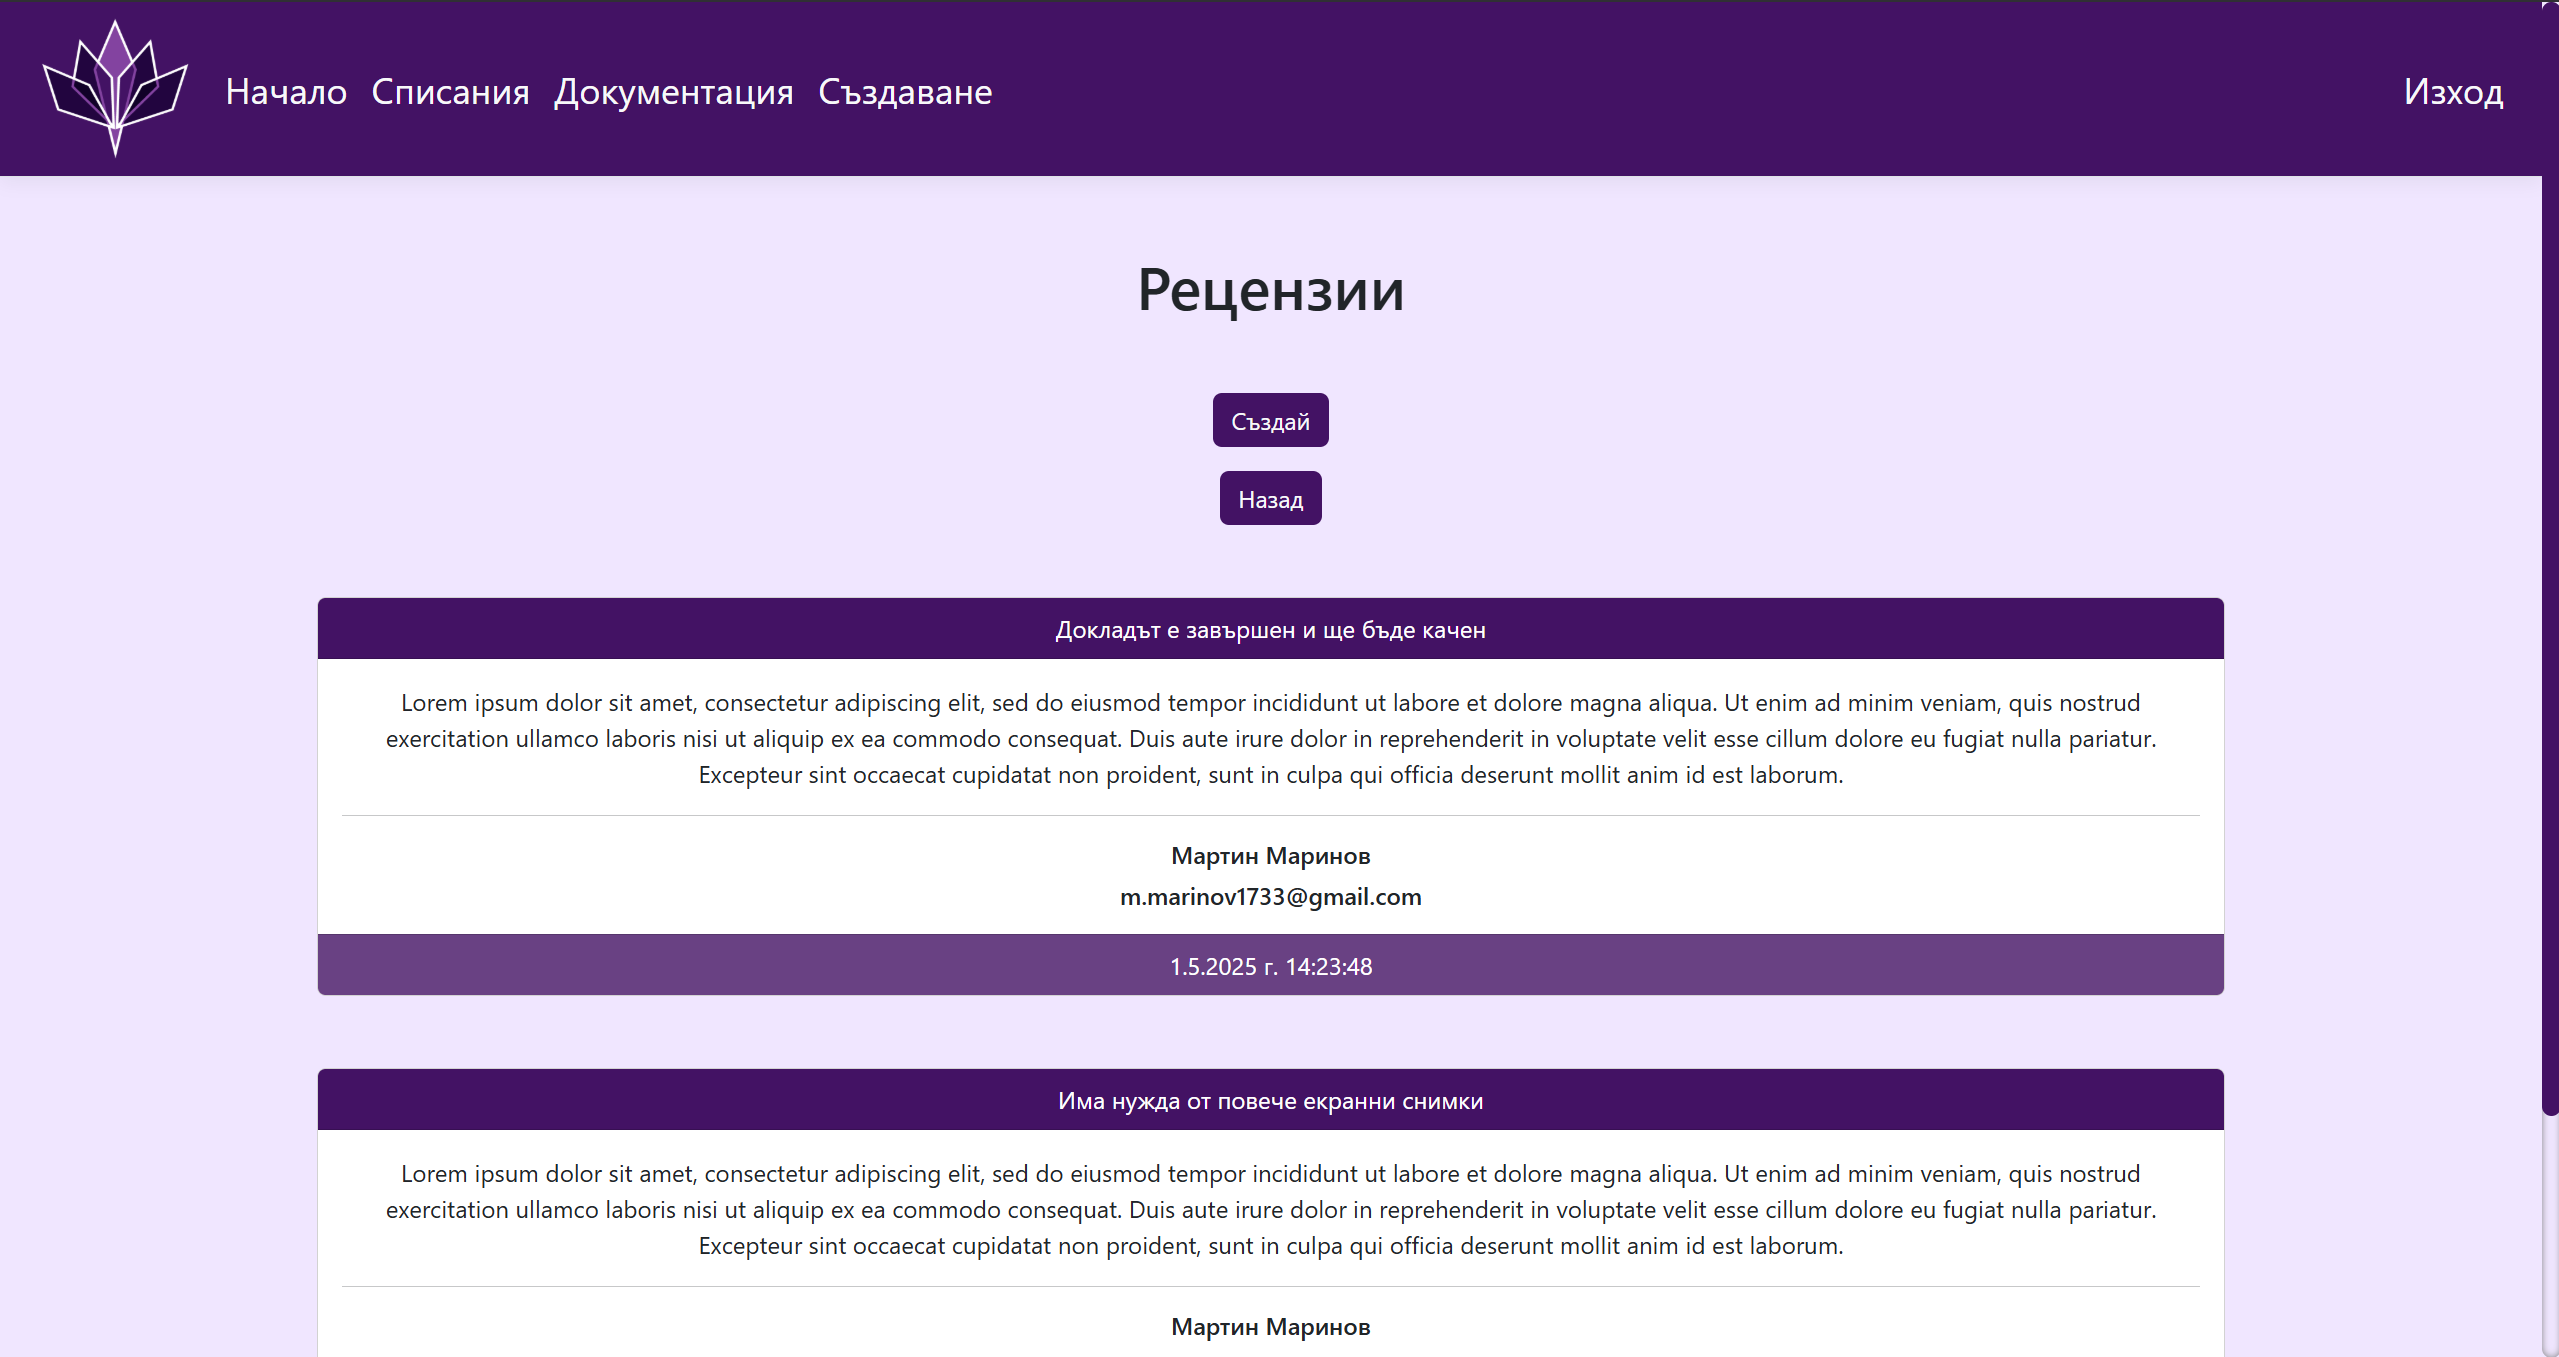 Начало Списания Документация Създаване Изход
Рецензии
Създай
Назад
Докладът е завършен и ще бъде качен
Lorem ipsum dolor sit amet, consectetur adipiscing elit, sed do eiusmod tempor incididunt ut labore et dolore magna aliqua. Ut enim ad minim veniam, quis nostrud
exercitation ullamco laboris nisi ut aliquip ex ea commodo consequat. Duis aute irure dolor in reprehenderit in voluptate velit esse cillum dolore eu fugiat nulla pariatur.
Excepteur sint occaecat cupidatat non proident, sunt in culpa qui officia deserunt mollit anim id est laborum.
Мартин Маринов
m.marinov1733@gmail.com
1.5.2025 г. 14:23:48
Има нужда от повече екранни снимки
Lorem ipsum dolor sit amet, consectetur adipiscing elit, sed do eiusmod tempor incididunt ut labore et dolore magna aliqua. Ut enim ad minim veniam, quis nostrud
exercitation ullamco laboris nisi ut aliquip ex ea commodo consequat. Duis aute irure dolor in reprehenderit in voluptate velit esse cillum dolore eu fugiat nulla pariatur.
Excepteur sint occaecat cupidatat non proident, sunt in culpa qui officia deserunt mollit anim id est laborum.
Мартин Маринов